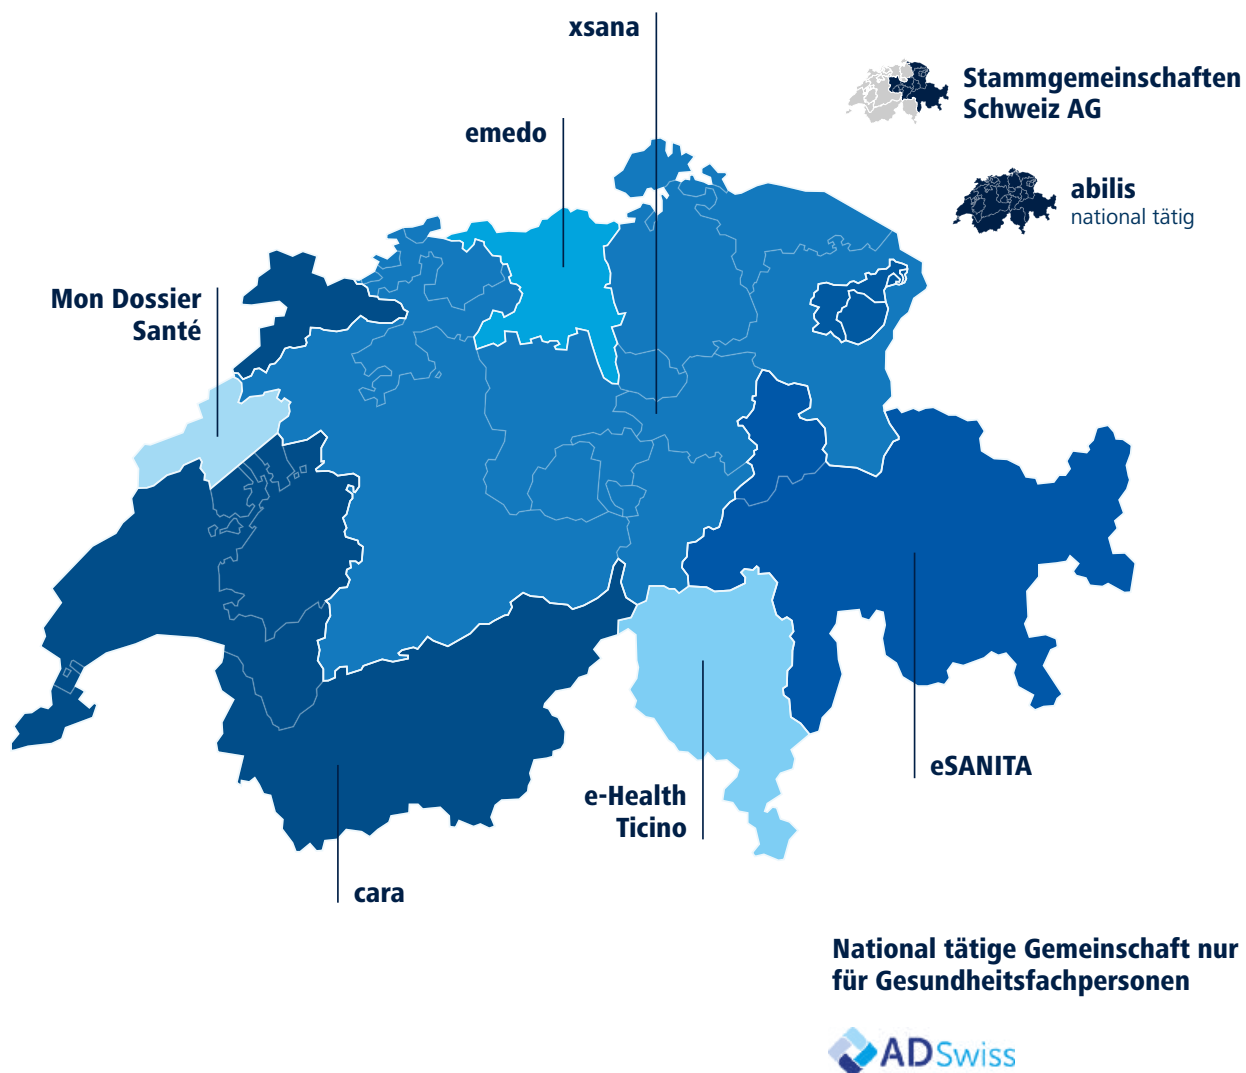 xsana
Stammgemeinschaften
Schweiz AG
emedo
abilis
national tätig
Mon Dossier
Santé
eSANITA
e-Health
Ticino
cara
National tätige Gemeinschaft nur
für Gesundheitsfachpersonen
ADSwiss